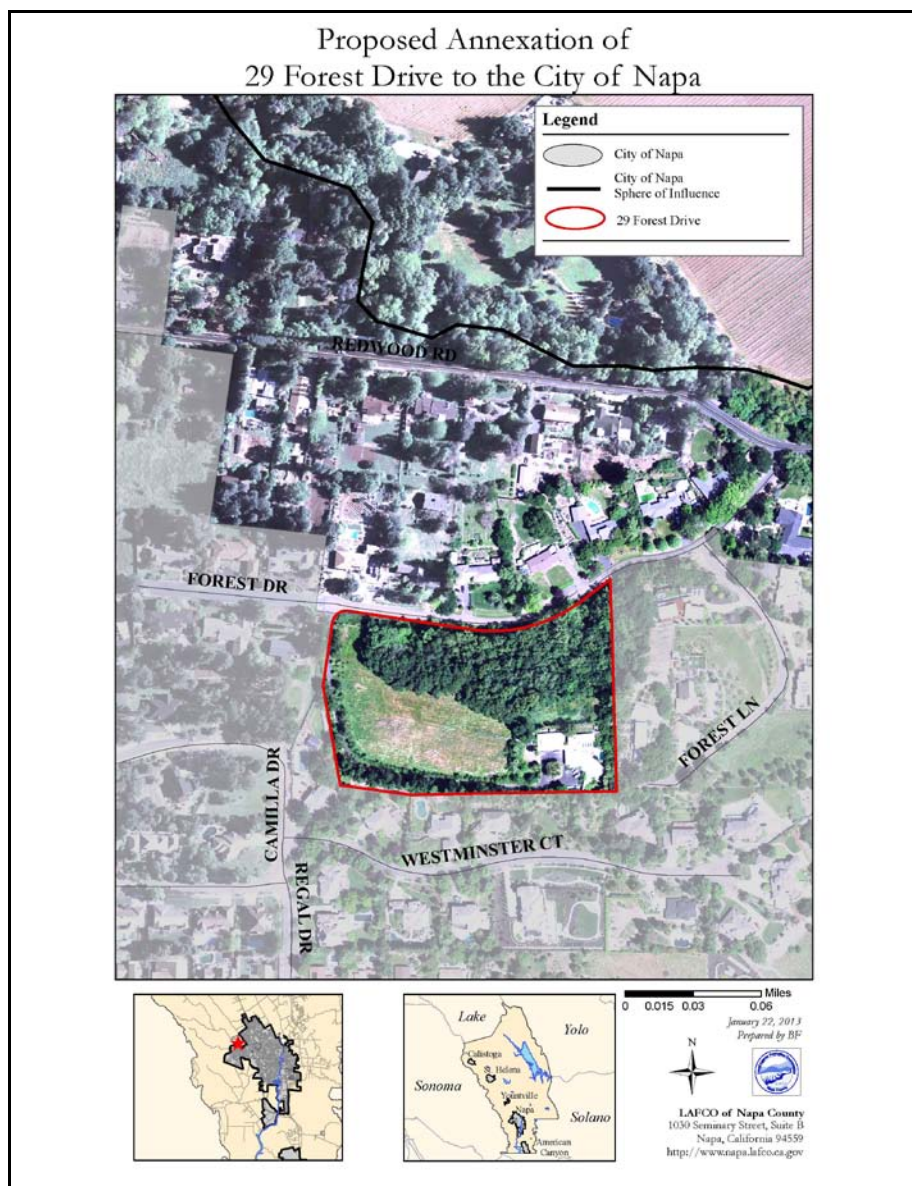 Proposed Annexation of
29 Forest Drive to the City of Napa
Legend
City of Napa
City of Napa
Sphere of Influence
29 Forest Drive
REDWOOD RD
FOREST DR
FOREST LN
CAMILLA DR
WESTMINSTER CT
REGAL DR
Lake
Yolo
Calistoga
St Helena
Sonoma
Yountville
Napa
Solano
American
Canyon
Miles
0 0.015 0.03 0.06
January 22, 2013
Prepared by BF
N
LAFCO of Napa County
1030 Seminary Street, Suite B
Napa, California 94559
http://www.napa.lafco.ca.gov